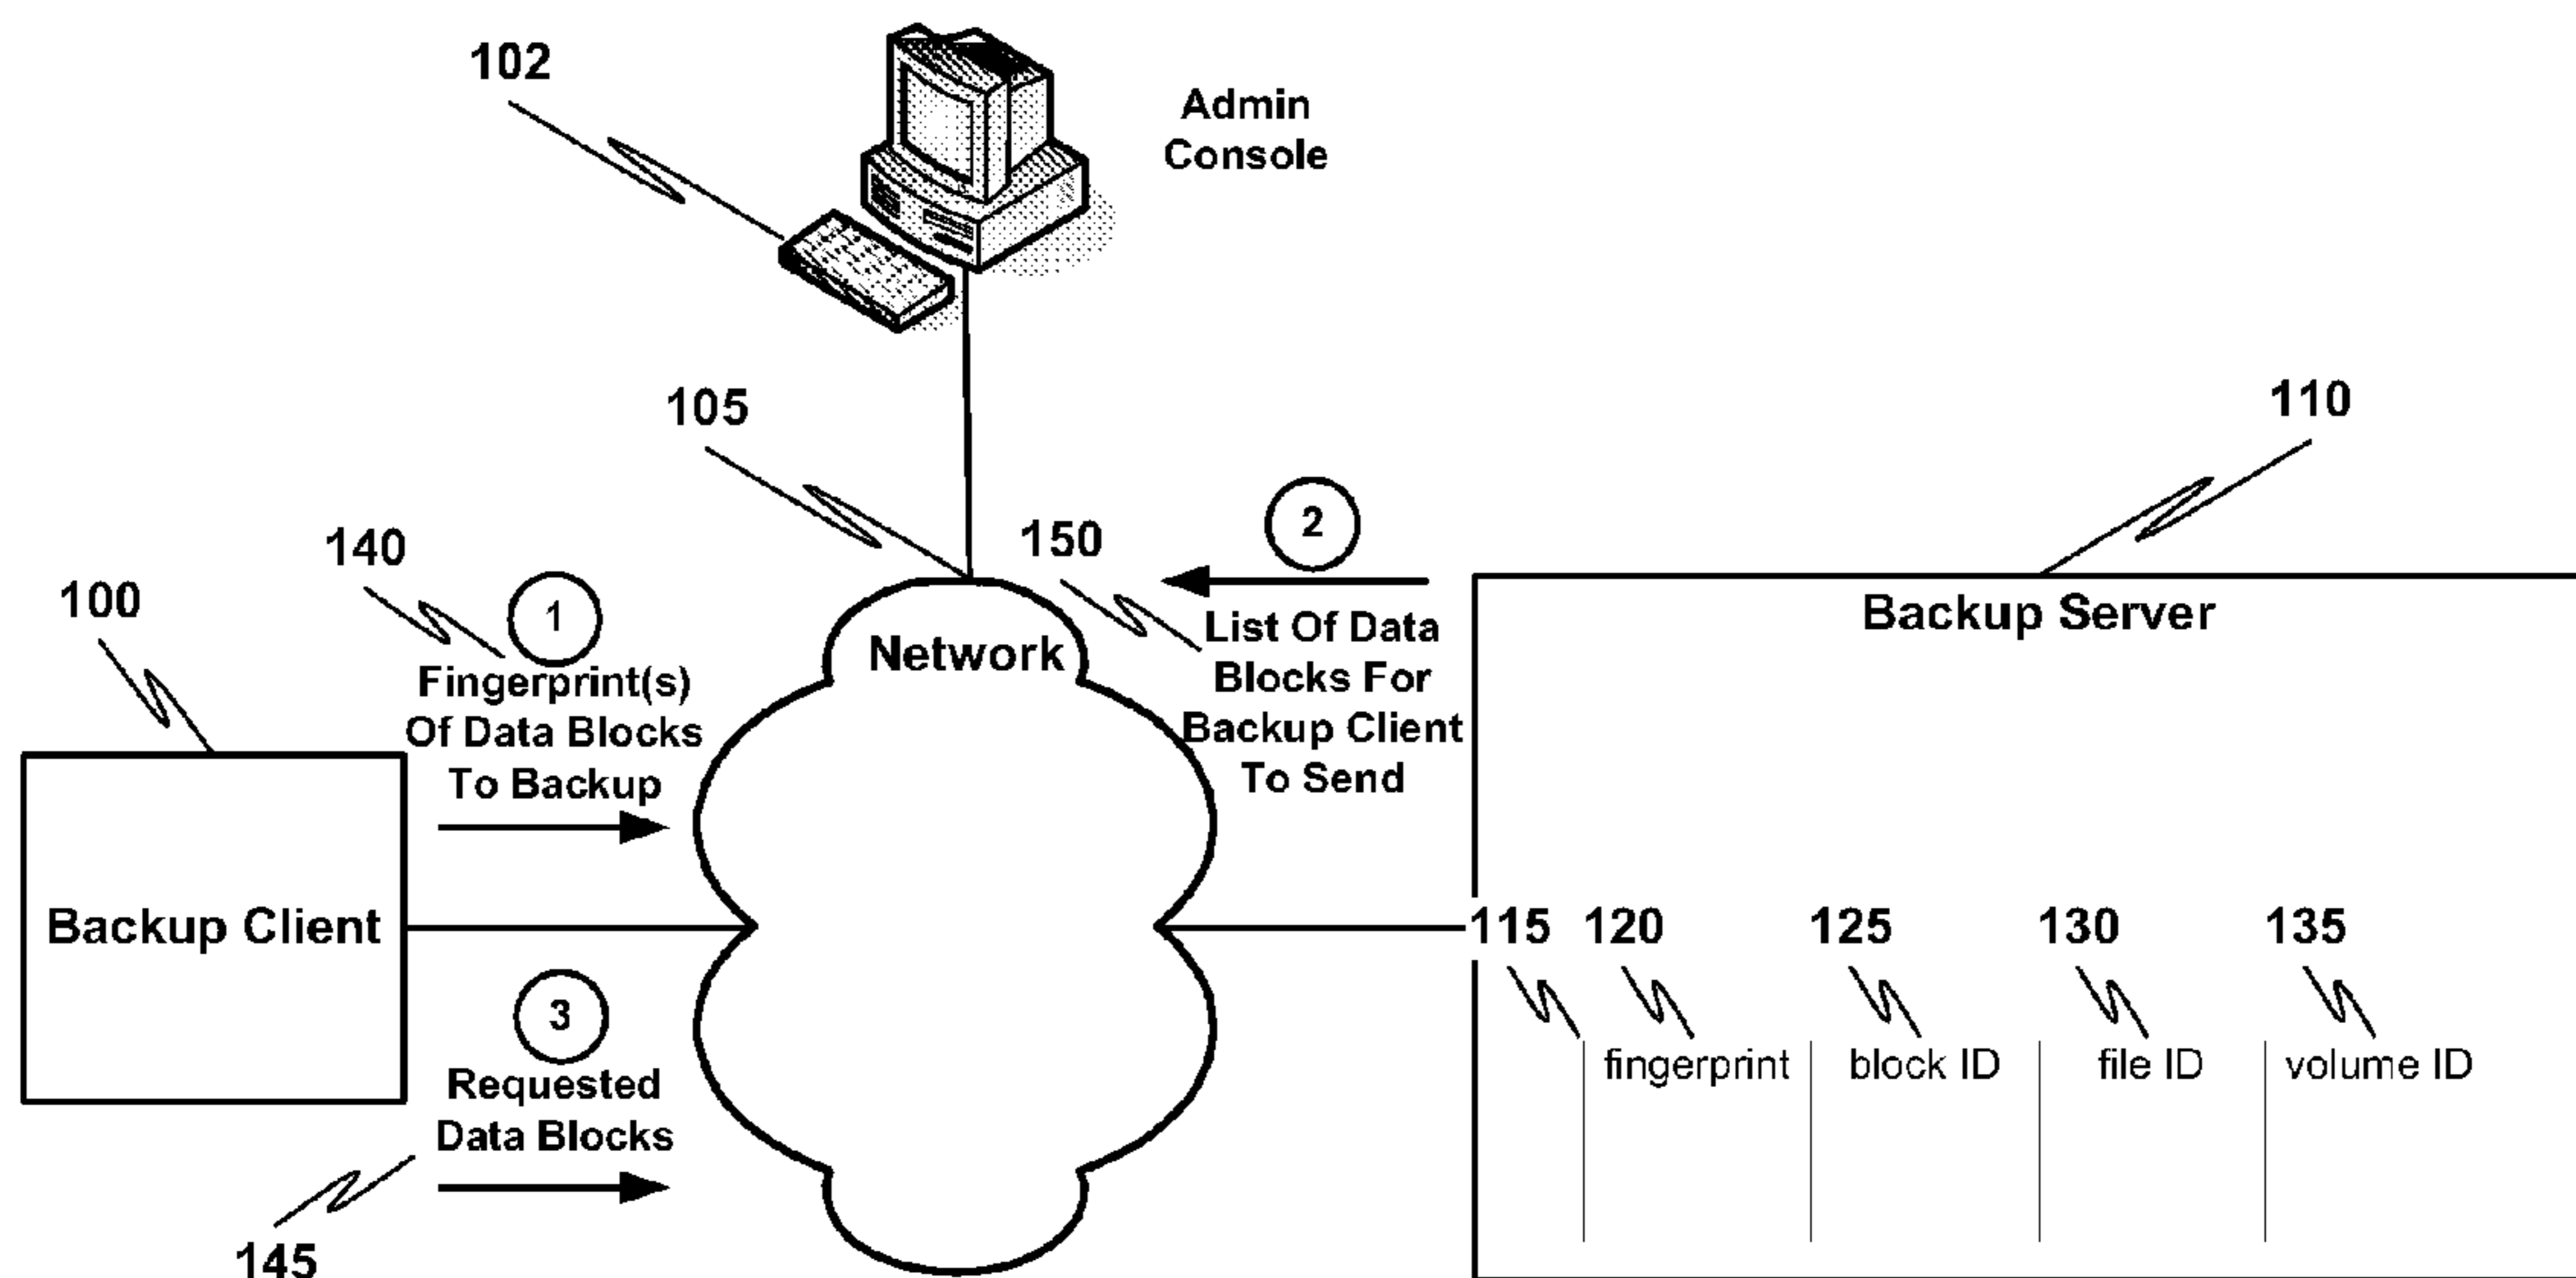 102
Admin
Console
105
110
150
2
140
1
100
Backup Server
List Of Data
Blocks For
Backup Client
To Send
Network
Fingerprint(s)
Of Data Blocks
To Backup
Backup Client
115 120 125 130 135
3
fingerprint block ID file ID volume ID
Requested
Data Blocks
145